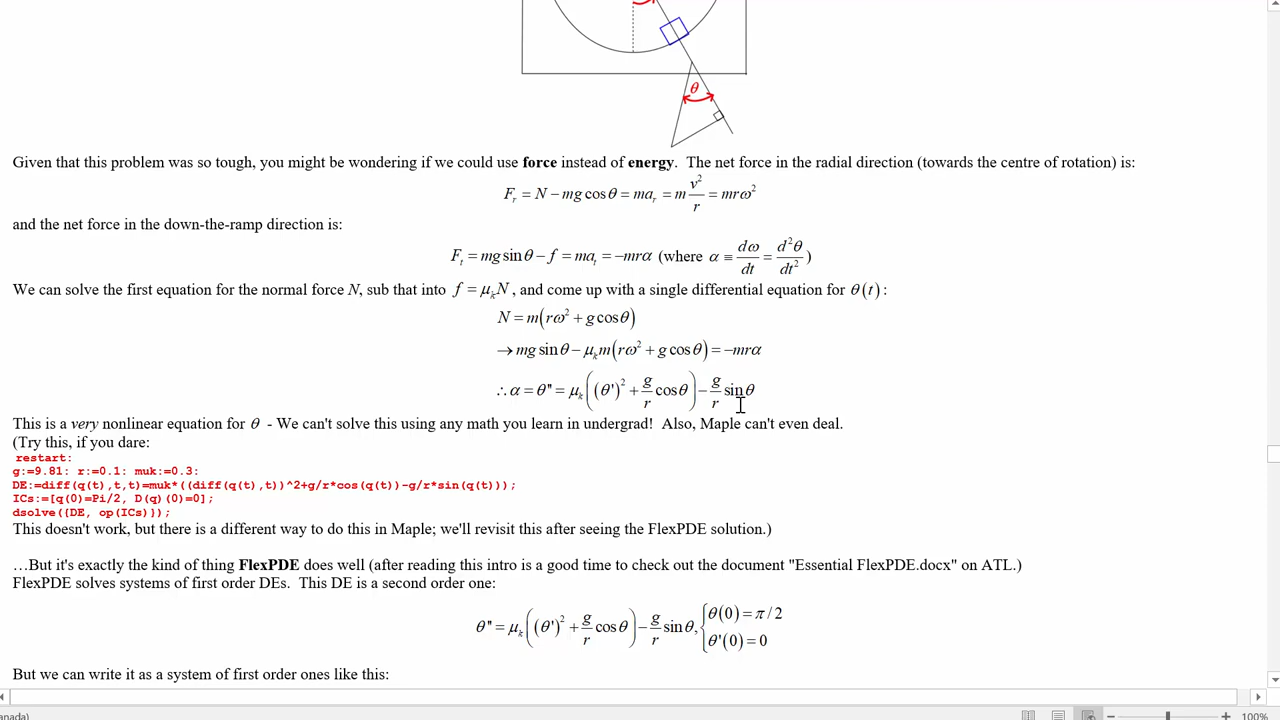 θ
Given that this problem was so tough, you might be wondering if we could use force instead of energy. The net force in the radial direction (towards the centre of rotation) is:
F_r = N − mg cos θ = ma_r = m v²/r = mrω²
and the net force in the down-the-ramp direction is:
F_t = mg sin θ − f = ma_t = −mrα (where α ≡ dω/dt = d²θ/dt²)
We can solve the first equation for the normal force N, sub that into f = μ_k N , and come up with a single differential equation for θ(t):
N = m(rω² + g cos θ)
→ mg sin θ − μ_k m(rω² + g cos θ) = −mrα
∴ α = θ" = μ_k((θ')² + g/r cos θ) − g/r sin θ
This is a very nonlinear equation for θ - We can't solve this using any math you learn in undergrad! Also, Maple can't even deal.
(Try this, if you dare:
restart:
g:=9.81: r:=0.1: muk:=0.3:
DE:=diff(q(t),t,t)=muk*((diff(q(t),t))^2+g/r*cos(q(t))-g/r*sin(q(t)));
ICs:=[q(0)=Pi/2, D(q)(0)=0];
dsolve({DE, op(ICs)});
This doesn't work, but there is a different way to do this in Maple; we'll revisit this after seeing the FlexPDE solution.)
…But it's exactly the kind of thing FlexPDE does well (after reading this intro is a good time to check out the document "Essential FlexPDE.docx" on ATL.)
FlexPDE solves systems of first order DEs. This DE is a second order one:
θ" = μ_k((θ')² + g/r cos θ) − g/r sin θ, {θ(0) = π/2
θ'(0) = 0
But we can write it as a system of first order ones like this:
anada)
100%